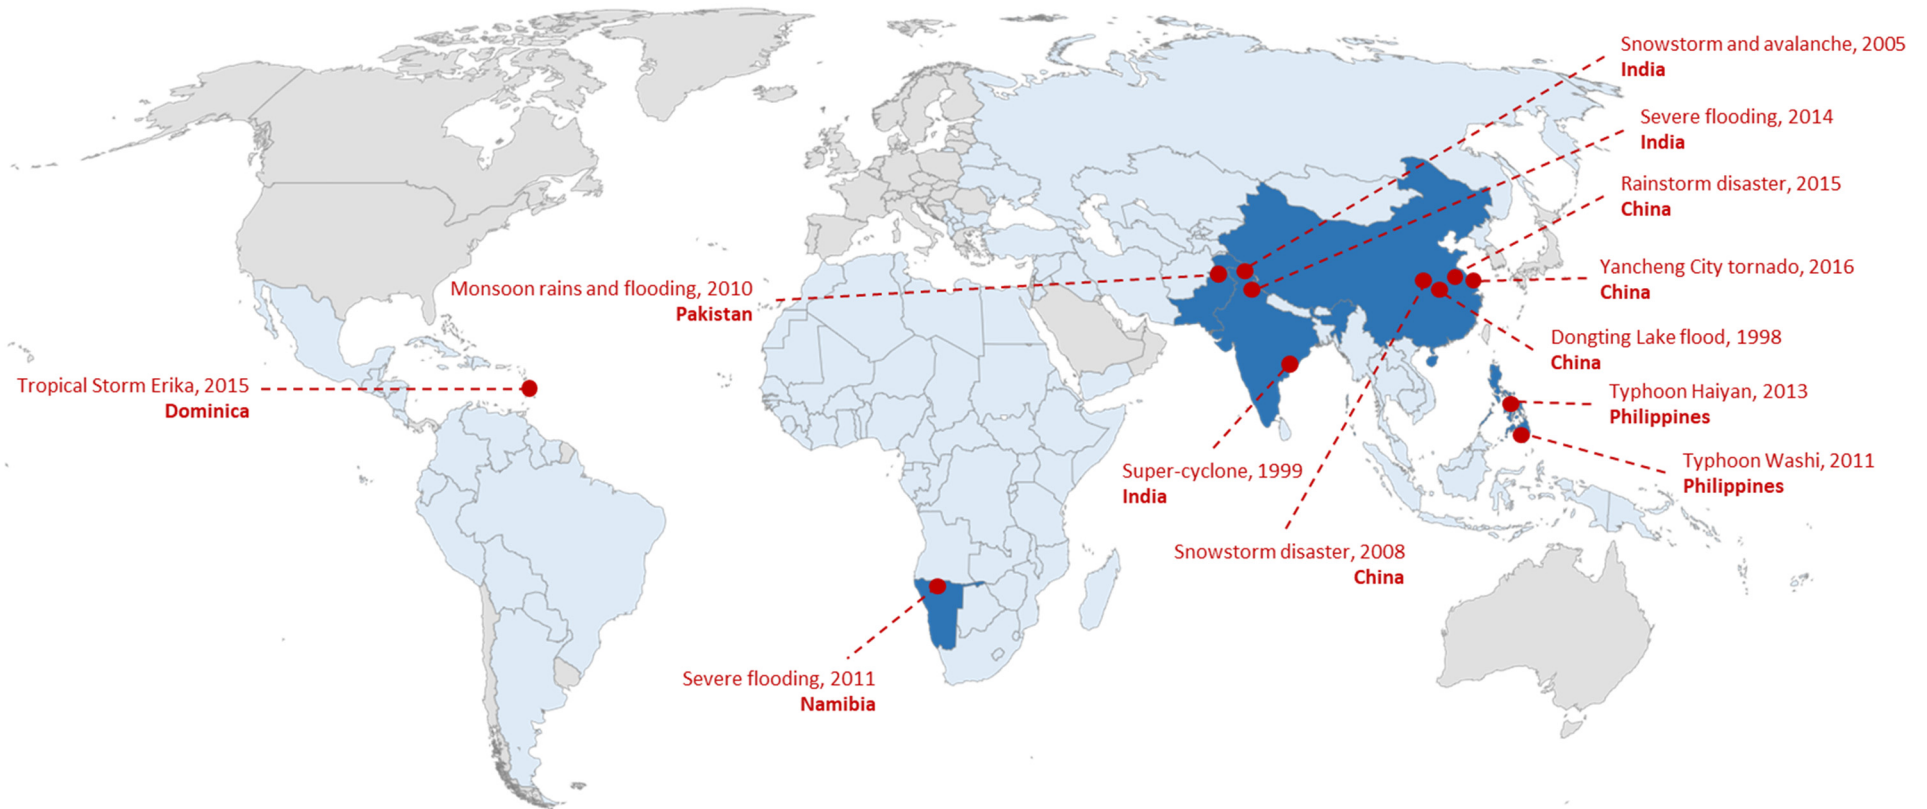 Snowstorm and avalanche, 2005
India
Severe flooding, 2014
India
Rainstorm disaster, 2015
China
Yancheng City tornado, 2016
China
Monsoon rains and flooding, 2010
Pakistan
Dongting Lake flood, 1998
China
Tropical Storm Erika, 2015
Dominica
Typhoon Haiyan, 2013
Philippines
Typhoon Washi, 2011
Philippines
Super-cyclone, 1999
India
Snowstorm disaster, 2008
China
Severe flooding, 2011
Namibia